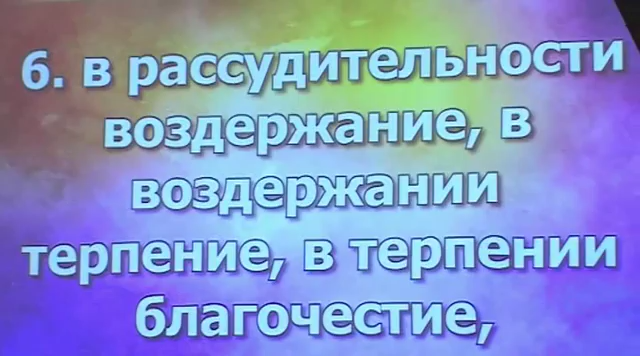 6. в рассудительности
воздержание, в
воздержании
терпение, в терпении
благочестие,